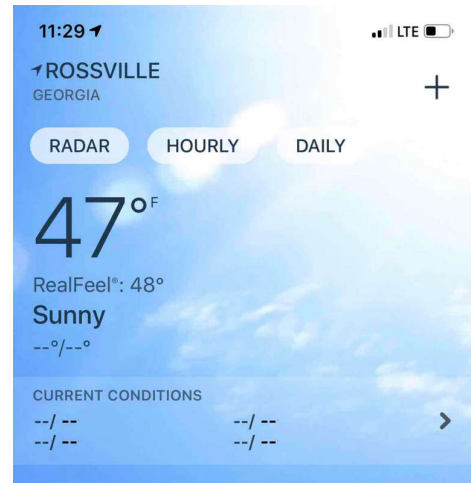 11:29
LTE
ROSSVILLE
GEORGIA
RADAR HOURLY DAILY
47°F
RealFeel®: 48°
Sunny
--°/--°
CURRENT CONDITIONS
--/ -- --/ --
--/ -- --/ --